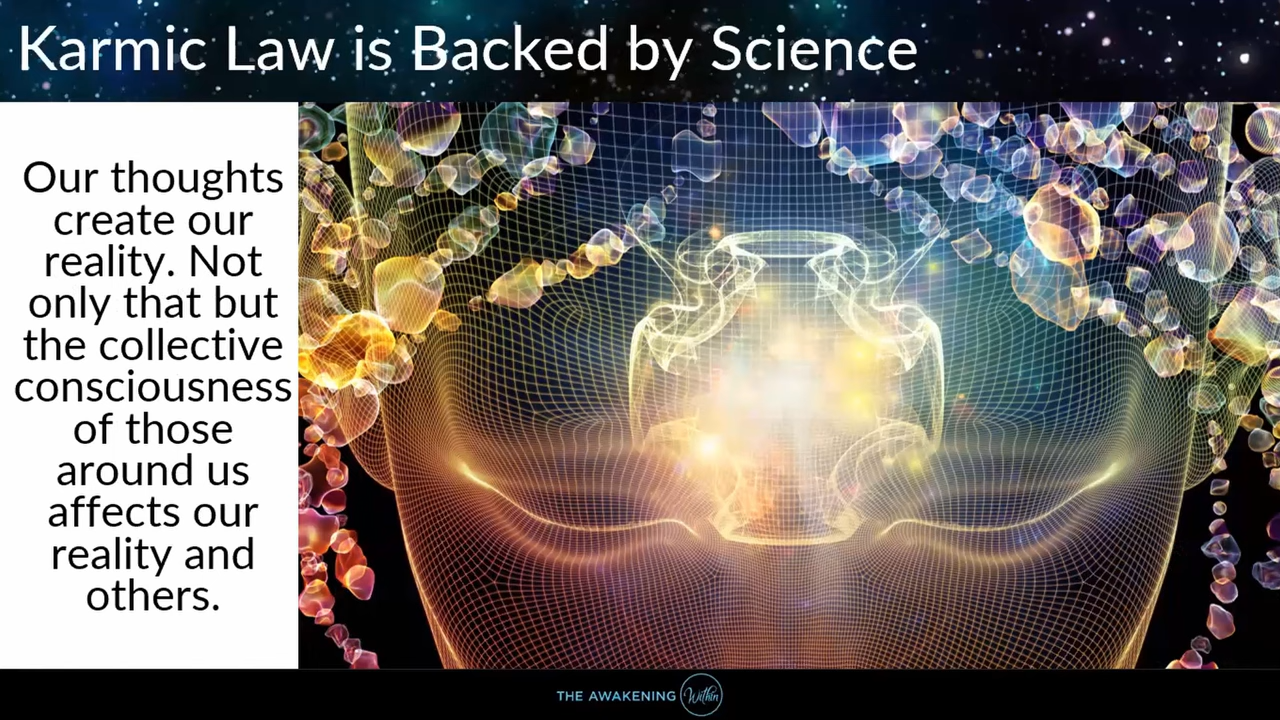 Karmic Law is Backed by Science
Our thoughts
create our
reality. Not
only that but
the collective
consciousness
of those
around us
affects our
reality and
others.
THE AWAKENING Within